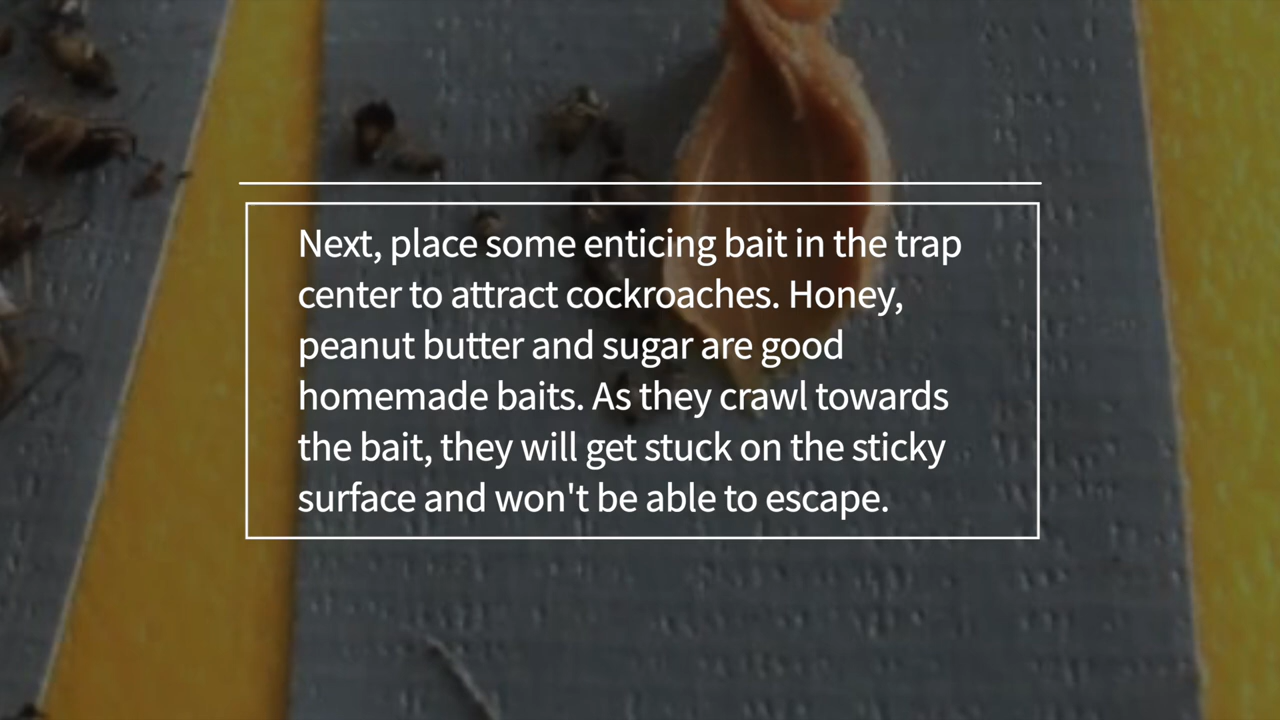 Next, place some enticing bait in the trap
center to attract cockroaches. Honey,
peanut butter and sugar are good
homemade baits. As they crawl towards
the bait, they will get stuck on the sticky
surface and won't be able to escape.